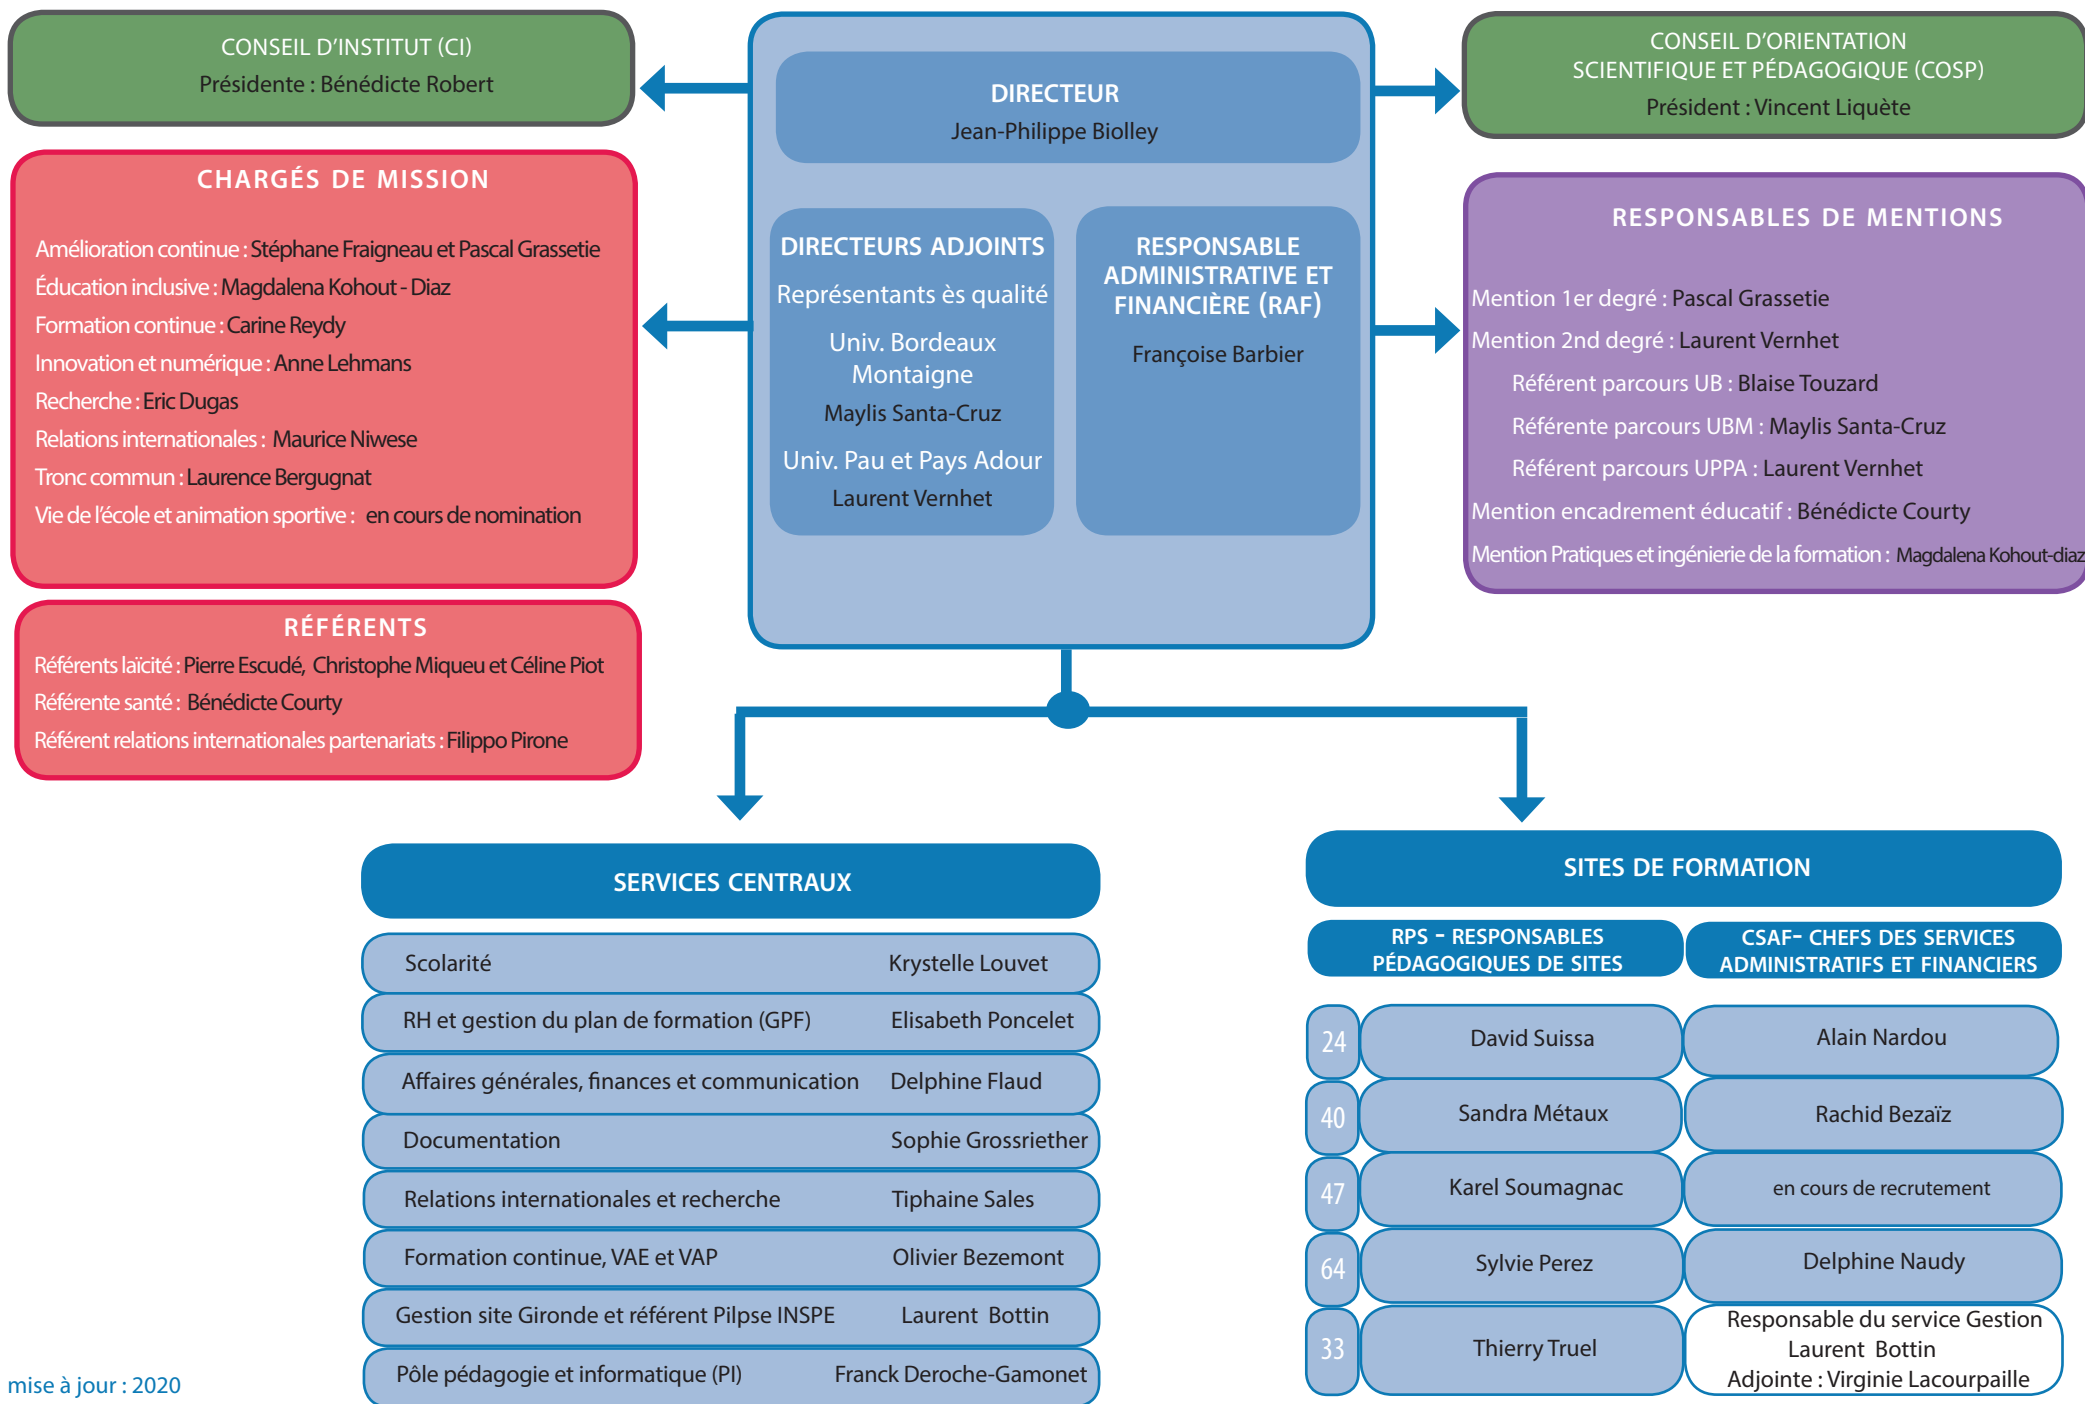 CONSEIL D'INSTITUT (CI)
Présidente : Bénédicte Robert
DIRECTEUR
Jean-Philippe Biolley
CONSEIL D'ORIENTATION
SCIENTIFIQUE ET PÉDAGOGIQUE (COSP)
Président : Vincent Liquète
CHARGÉS DE MISSION
Amélioration continue : Stéphane Fraigneau et Pascal Grassetie
Éducation inclusive : Magdalena Kohout - Diaz
Formation continue : Carine Reydy
Innovation et numérique : Anne Lehmans
Recherche : Eric Dugas
Relations internationales : Maurice Niwese
Tronc commun : Laurence Bergugnat
Vie de l'école et animation sportive : en cours de nomination
DIRECTEURS ADJOINTS
Représentants ès qualité
Univ. Bordeaux
Montaigne
Maylis Santa-Cruz
Univ. Pau et Pays Adour
Laurent Vernhet
RESPONSABLE
ADMINISTRATIVE ET
FINANCIÈRE (RAF)
Françoise Barbier
RESPONSABLES DE MENTIONS
Mention 1er degré : Pascal Grassetie
Mention 2nd degré : Laurent Vernhet
Référent parcours UB : Blaise Touzard
Référente parcours UBM : Maylis Santa-Cruz
Référent parcours UPPA : Laurent Vernhet
Mention encadrement éducatif : Bénédicte Courty
Mention Pratiques et ingénierie de la formation : Magdalena Kohout-diaz
RÉFÉRENTS
Référents laïcité : Pierre Escudé, Christophe Miqueu et Céline Piot
Référente santé : Bénédicte Courty
Référent relations internationales partenariats : Filippo Pirone
SERVICES CENTRAUX
Scolarité Krystelle Louvet
RH et gestion du plan de formation (GPF) Elisabeth Poncelet
Affaires générales, finances et communication Delphine Flaud
Documentation Sophie Grossriether
Relations internationales et recherche Tiphaine Sales
Formation continue, VAE et VAP Olivier Bezemont
Gestion site Gironde et référent Pilpse INSPE Laurent Bottin
Pôle pédagogie et informatique (PI) Franck Deroche-Gamonet
SITES DE FORMATION
RPS - RESPONSABLES
PÉDAGOGIQUES DE SITES
CSAF- CHEFS DES SERVICES
ADMINISTRATIFS ET FINANCIERS
24 David Suissa Alain Nardou
40 Sandra Métaux Rachid Bezaïz
47 Karel Soumagnac en cours de recrutement
64 Sylvie Perez Delphine Naudy
33 Thierry Truel
Responsable du service Gestion
Laurent Bottin
Adjointe : Virginie Lacourpaille
mise à jour : 2020